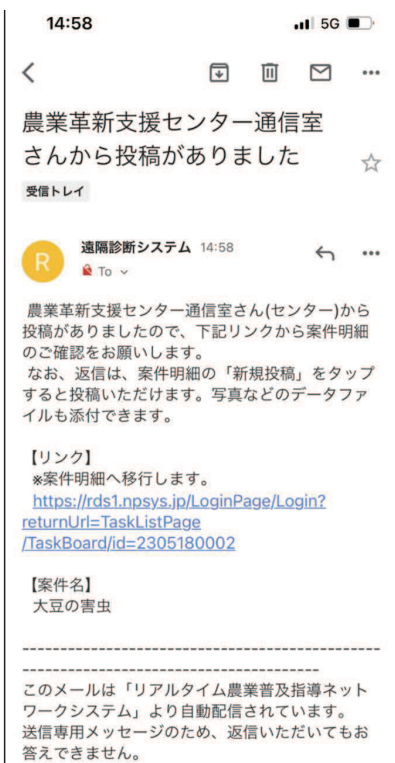 14:58
5G
農業革新支援センター通信室
さんから投稿がありました
受信トレイ
R
遠隔診断システム 14:58
To
農業革新支援センター通信室さん(センター)から
投稿がありましたので、下記リンクから案件明細
のご確認をお願いします。
なお、返信は、案件明細の「新規投稿」をタップ
すると投稿いただけます。写真などのデータファ
イルも添付できます。
【リンク】
※案件明細へ移行します。
https://rds1.npsys.jp/LoginPage/Login?
returnUrl=TaskListPage
/TaskBoard/id=2305180002
【案件名】
大豆の害虫
------------------------------------------------
---------------------------------------
このメールは「リアルタイム農業普及指導ネット
ワークシステム」より自動配信されています。
送信専用メッセージのため、返信いただいてもお
答えできません。